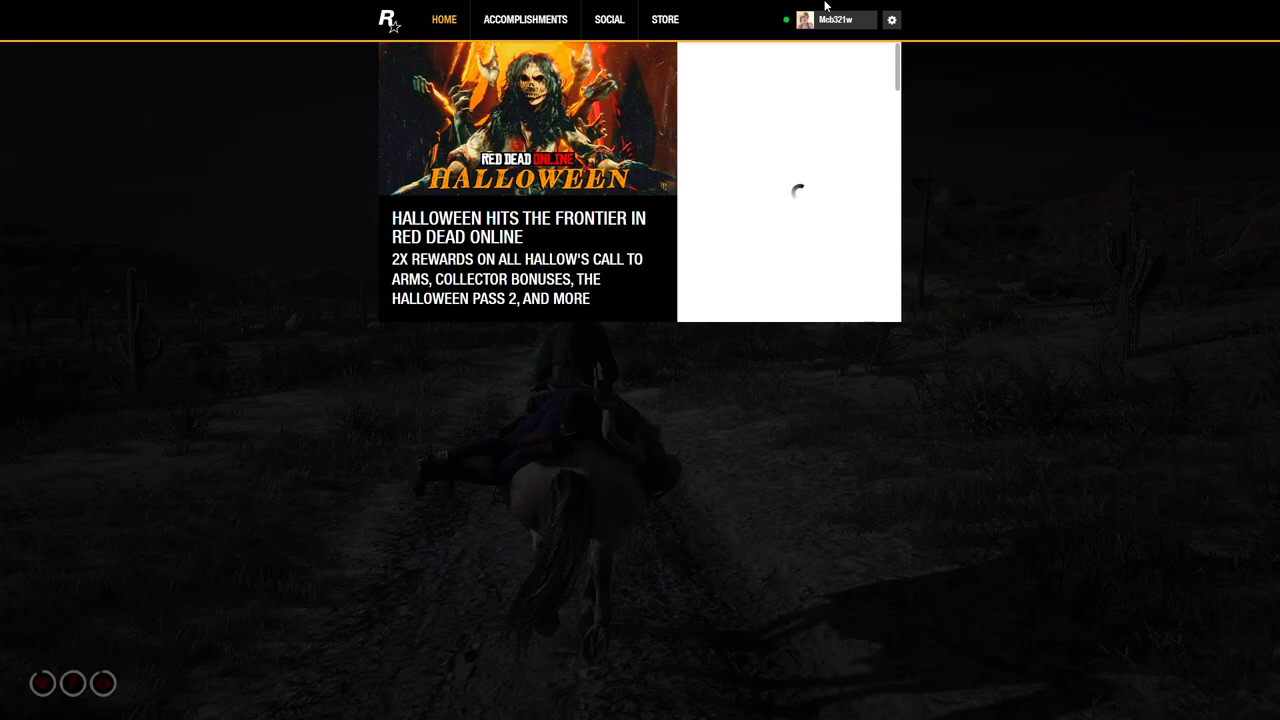 R
HOME
ACCOMPLISHMENTS
SOCIAL
STORE
Mcb321w
RED DEAD ONLINE
HALLOWEEN
HALLOWEEN HITS THE FRONTIER IN
RED DEAD ONLINE
2X REWARDS ON ALL HALLOW'S CALL TO
ARMS, COLLECTOR BONUSES, THE
HALLOWEEN PASS 2, AND MORE